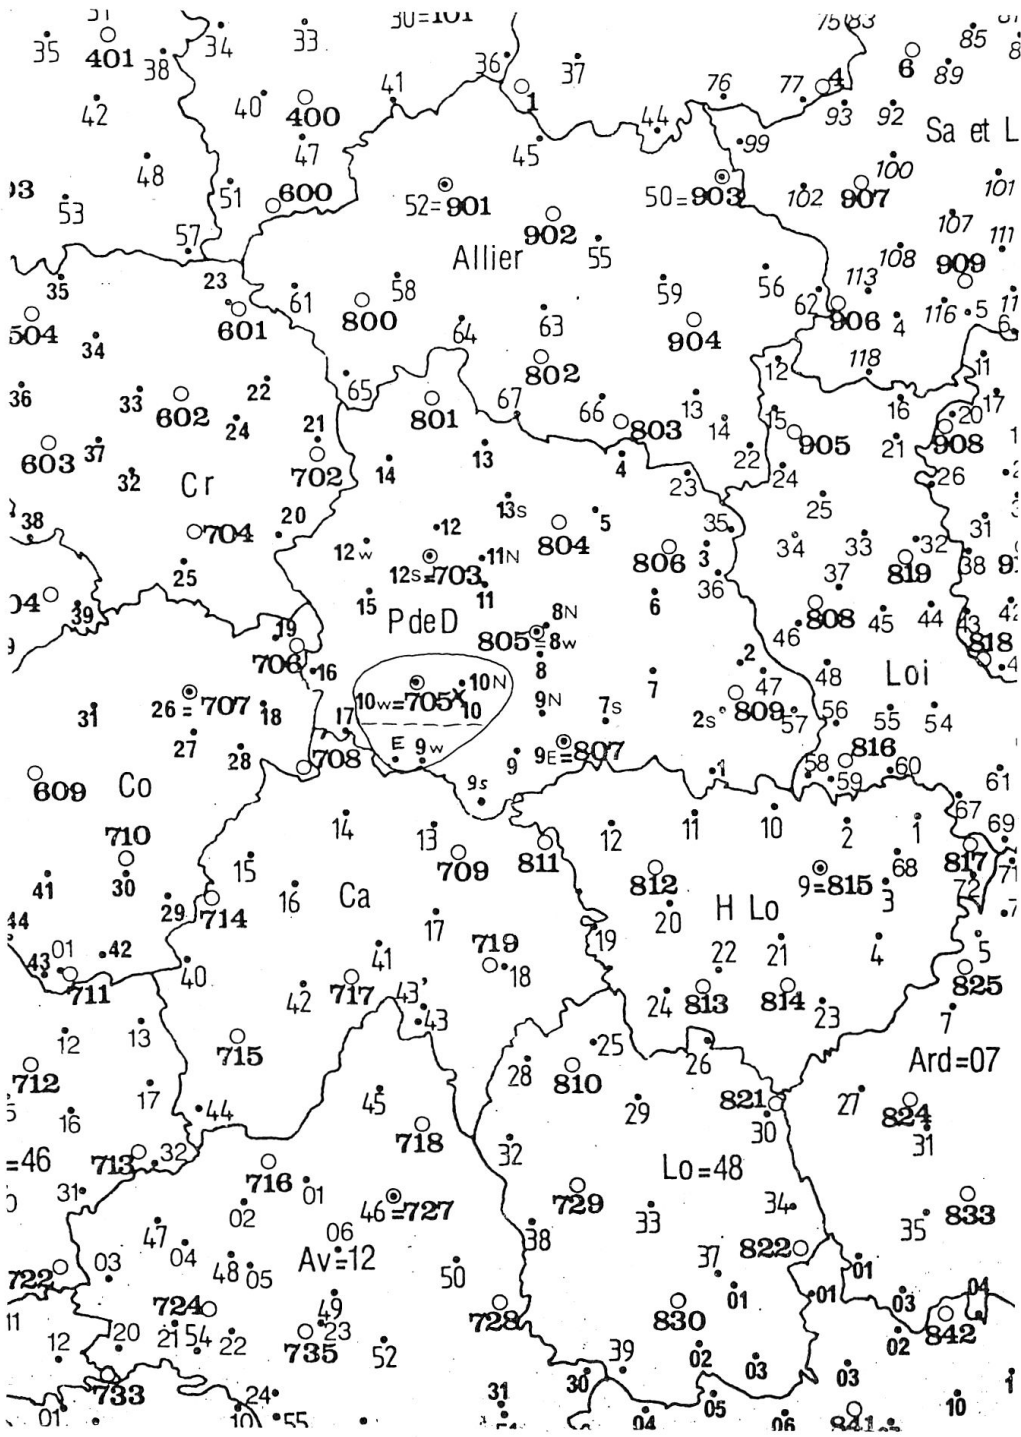 30=101
75 83 85
35 401 38 34 33 36 37 6 89
41 76 77 4
42 40 400 1 93 92
47 44 99 Sa et L
48 45 100
03 53 51 600 52=901 50=903 102 907 101
902 107
57 Allier 55 108 111
35 23 61 58 59 56 62 113 909
504 601 800 64 63 904 906 4 116 5 6
34 802 118 11
36 33 22 65 12
602 801 67 66 13 15 16 17
24 21 803 14 905 20 908
603 37 702 14 13 4 22 21
32 Cr 23 24 26
38 704 20 13s 5 25
12 804 35 34 33 32 31
12w 11N 806 3 819 38
25 12s=703 36 37
04 39 15 11 6 808 45 44 43 42
19 PdeD 8N 46 818
706 16 805=8w 2 48
8 47 Loi
10N 7
26=707 18 10w=705 10 9N 7s 2s 809 57 56 55 54
31 17
27 28 E 9w 9 9E=807 816
609 Co 708 1 58 59 60 61
9s 67
710 14 13 12 11 10 2 1 69
15 709 811 817
41 30 812 9=815 68 72 71
29 714 16 Ca 20 H Lo 3
44 17 19 21 4 5
01 42 41 719 22
43 711 40 18 825
42 717 43' 24 813 814 23
12 13 43 7
712 715 25 26
28 810 Ard=07
17 45 29 821 27 824
16 44 718 30 31
=46 713 32 32 Lo=48
31 716 01 729 34
02 46=727 33 35 833
47 06 38 822
03 04 48 05 Av=12 50 37 01
722 01 01 03 04
724 49 728 830
11 21 54 23 842
12 20 22 735 52 39 02 03 02
733 30 03
24 31 05 10
01 10 55 04 06 841